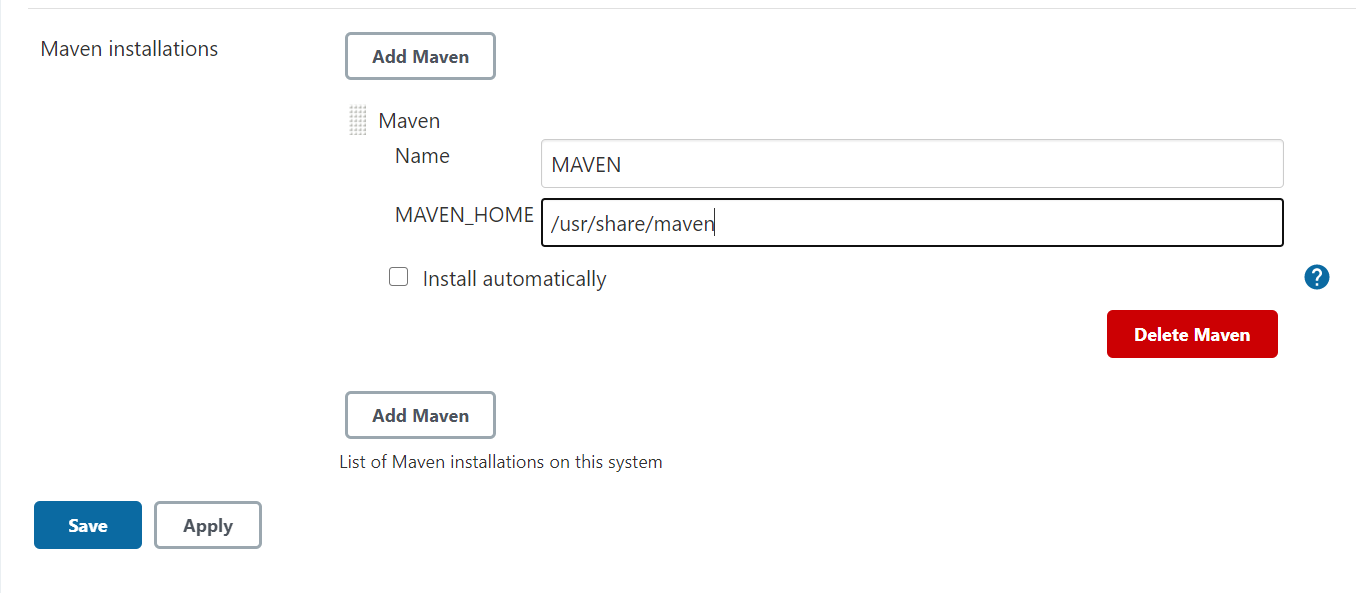 Maven installations
Add Maven
Maven
Name
MAVEN
MAVEN_HOME
/usr/share/maven
Install automatically
?
Delete Maven
Add Maven
List of Maven installations on this system
Save
Apply